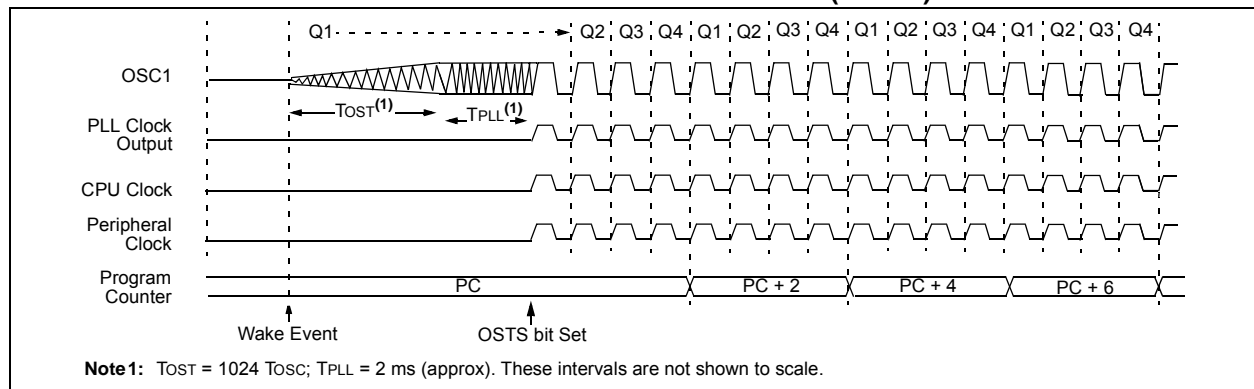 Q1 Q2 Q3 Q4 Q1 Q2 Q3 Q4 Q1 Q2 Q3 Q4 Q1 Q2 Q3 Q4
OSC1
TOST(1) TPLL(1)
PLL Clock
Output
CPU Clock
Peripheral
Clock
Program
Counter
PC PC + 2 PC + 4 PC + 6
Wake Event OSTS bit Set
Note1: TOST = 1024 TOSC; TPLL = 2 ms (approx). These intervals are not shown to scale.